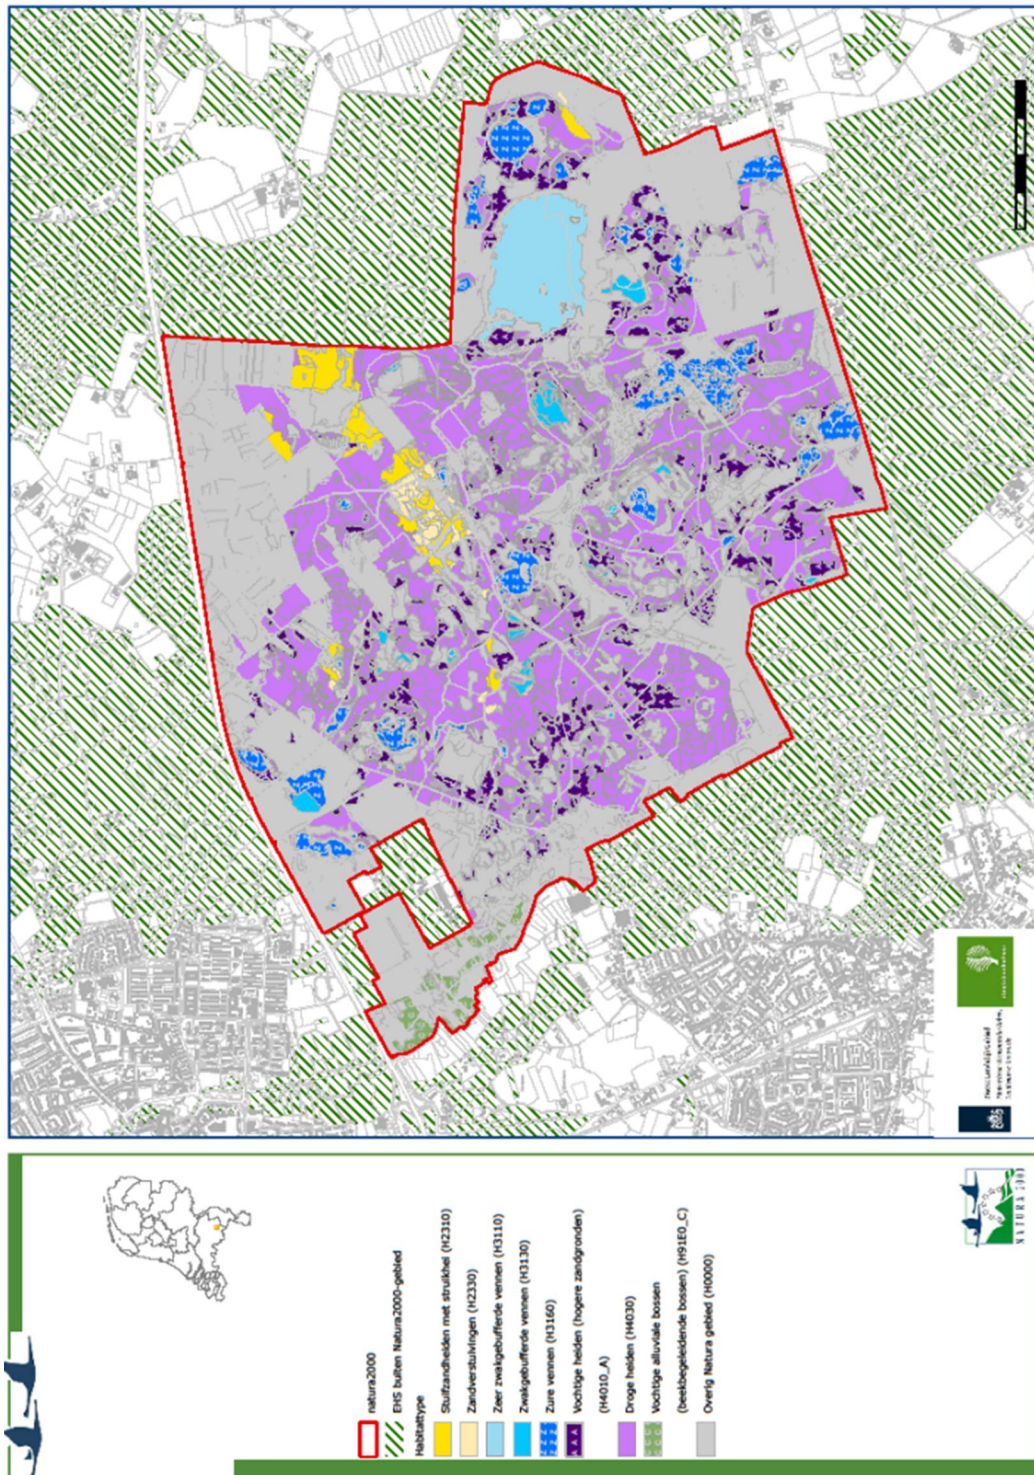 natura2000
EHS buiten Natura2000-gebied
Habitattype
Stuifzandheiden met struikhei (H2310)
Zandverstuivingen (H2330)
Zeer zwakgebufferde vennen (H3110)
Zwakgebufferde vennen (H3130)
Zure vennen (H3160)
Vochtige heiden (hogere zandgronden)
(H4010_A)
Droge heiden (H4030)
Vochtige alluviale bossen
(beekbegeleidende bossen) (H91E0_C)
Overig Natura gebied (H0000)
NATURA 2000